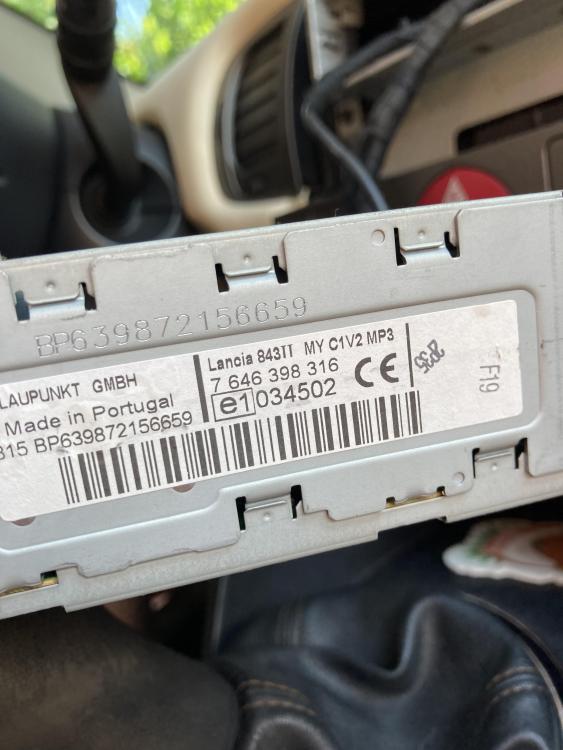 BP639872156659
LAUPUNKT GMBH
Made in Portugal
815 BP639872156659
Lancia 843TT MY C1V2 MP3
7 646 398 316
e1 034502
CE
F19